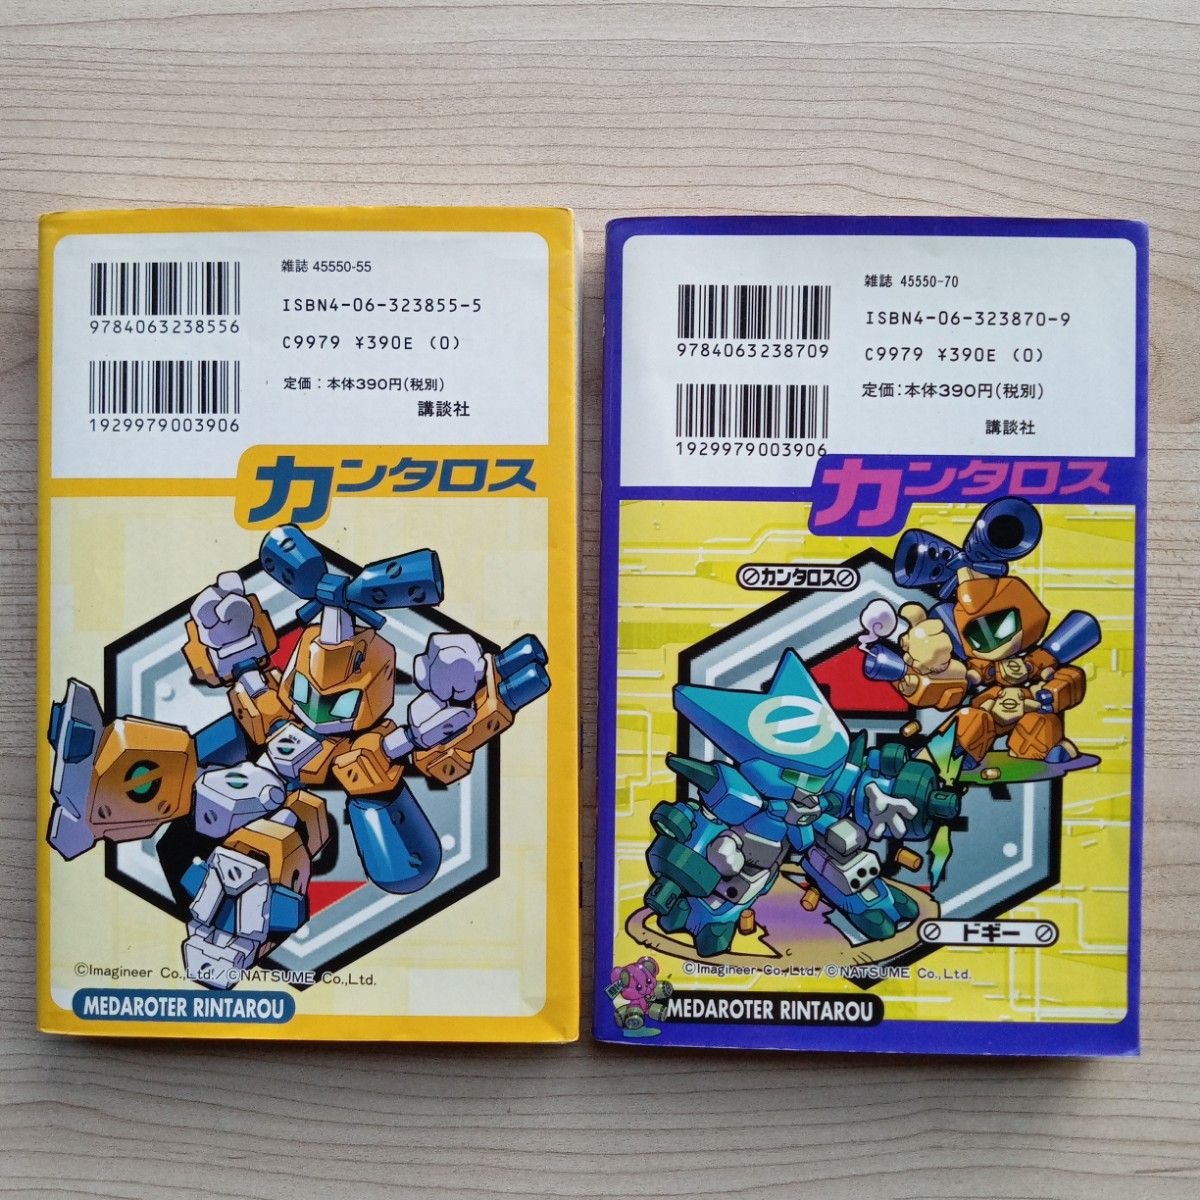 雑誌 45550-55
ISBN4-06-323855-5
9784063238556
C9979 ¥390E (0)
定価：本体390円(税別)
1929979003906
講談社
カンタロス
©Imagineer Co.,Ltd./©NATSUME Co.,Ltd.
MEDAROTER RINTAROU
雑誌 45550-70
ISBN4-06-323870-9
9784063238709
C9979 ¥390E (0)
定価：本体390円(税別)
講談社
1929979003906
カンタロス
カンタロス
ドギー
©Imagineer Co.,Ltd./©NATSUME Co.,Ltd.
MEDAROTER RINTAROU